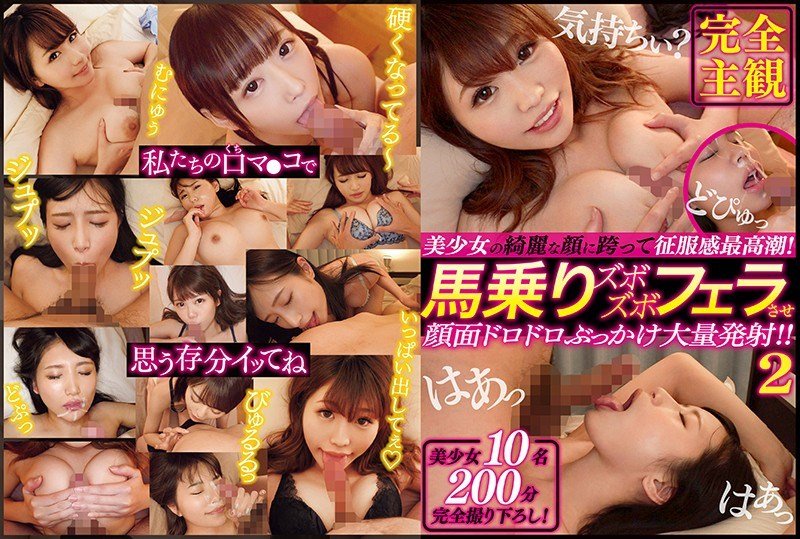 硬くなってる～
むにゅぅ
私たちの口マ●コで
くち
ジュプッ
ジュプッ
思う存分イッてね
どぷっ
びゅるるっ
いっぱい出してぇ♡
気持ちぃ?
完全
主観
どぴゅっ
美少女の綺麗な顔に跨って征服感最高潮!
馬乗りズボズボフェラさせ
顔面ドロドロぶっかけ大量発射!!
2
はあっ
はあっ
美少女10名
200分
完全撮り下ろし!